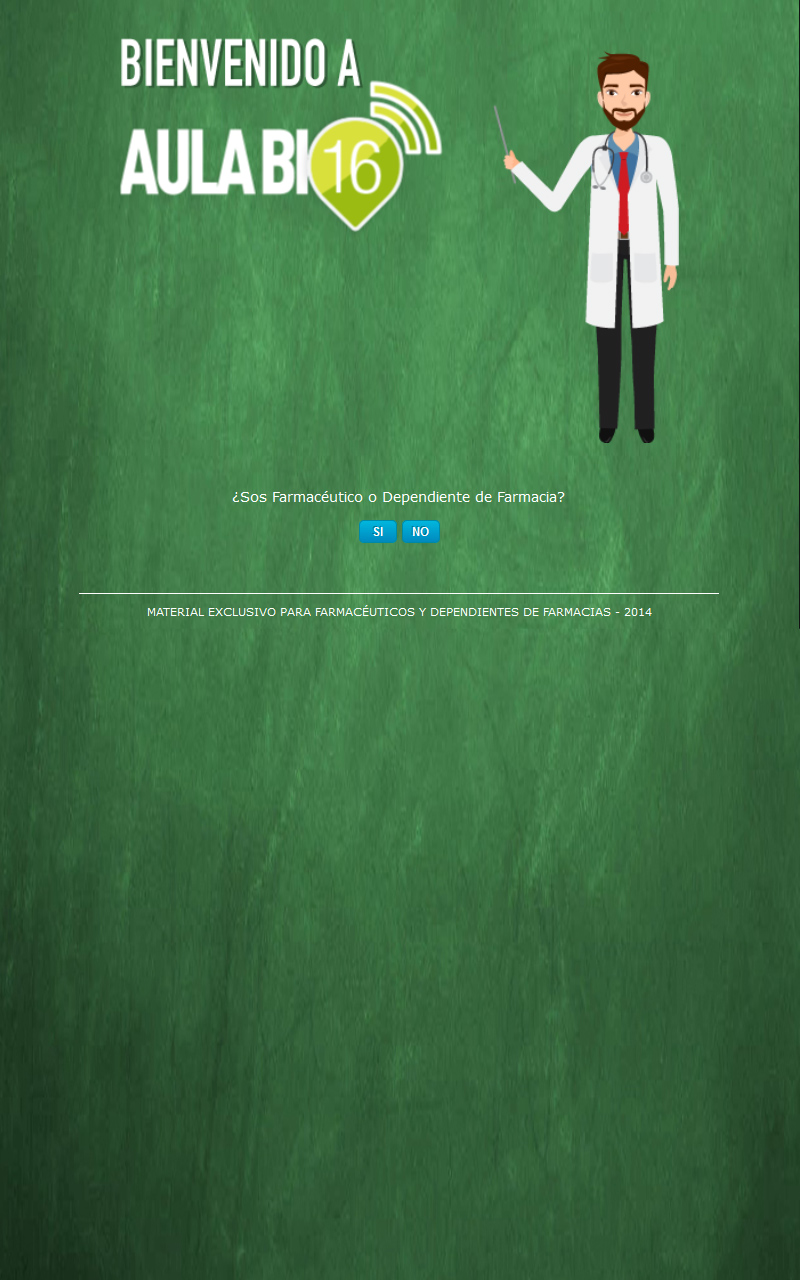 BIENVENIDO A
AULA BI 16
¿Sos Farmacéutico o Dependiente de Farmacia?
SI NO
MATERIAL EXCLUSIVO PARA FARMACÉUTICOS Y DEPENDIENTES DE FARMACIAS - 2014